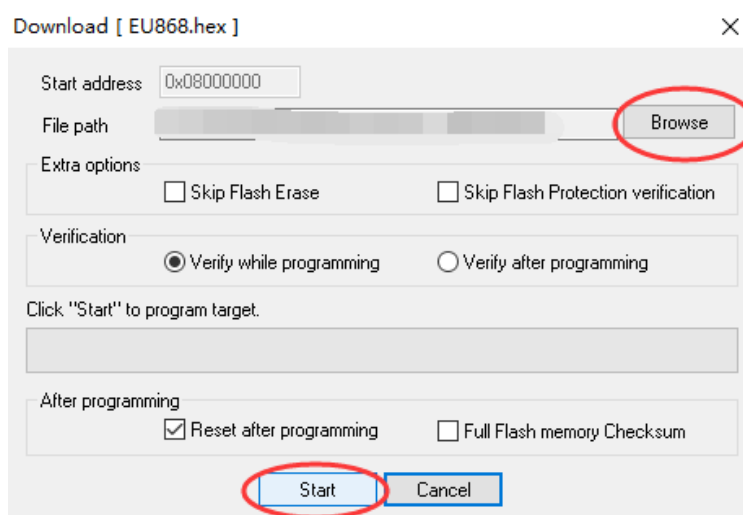 Download [ EU868.hex ]
Start address 0x08000000
File path Browse
Extra options
Skip Flash Erase Skip Flash Protection verification
Verification
Verify while programming Verify after programming
Click "Start" to program target.
After programming
Reset after programming Full Flash memory Checksum
Start Cancel